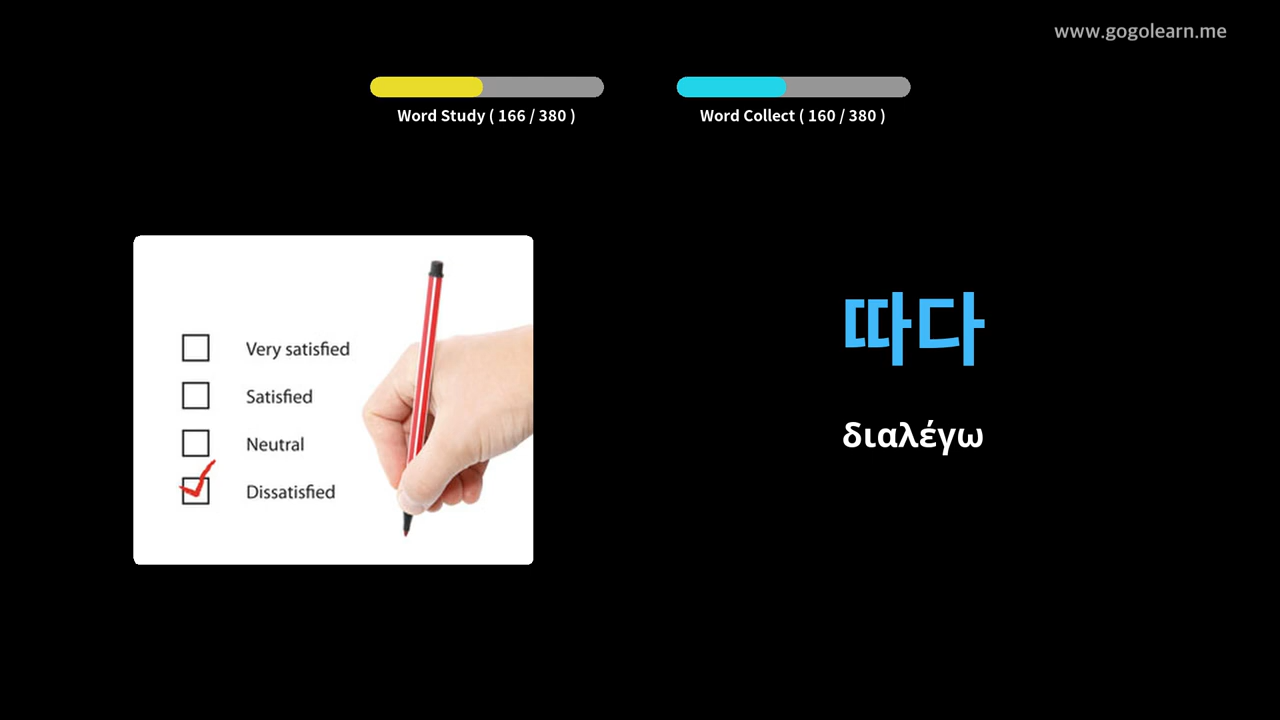 www.gogolearn.me
Word Study ( 166 / 380 )
Word Collect ( 160 / 380 )
Very satisfied
Satisfied
Neutral
Dissatisfied
따다
διαλέγω